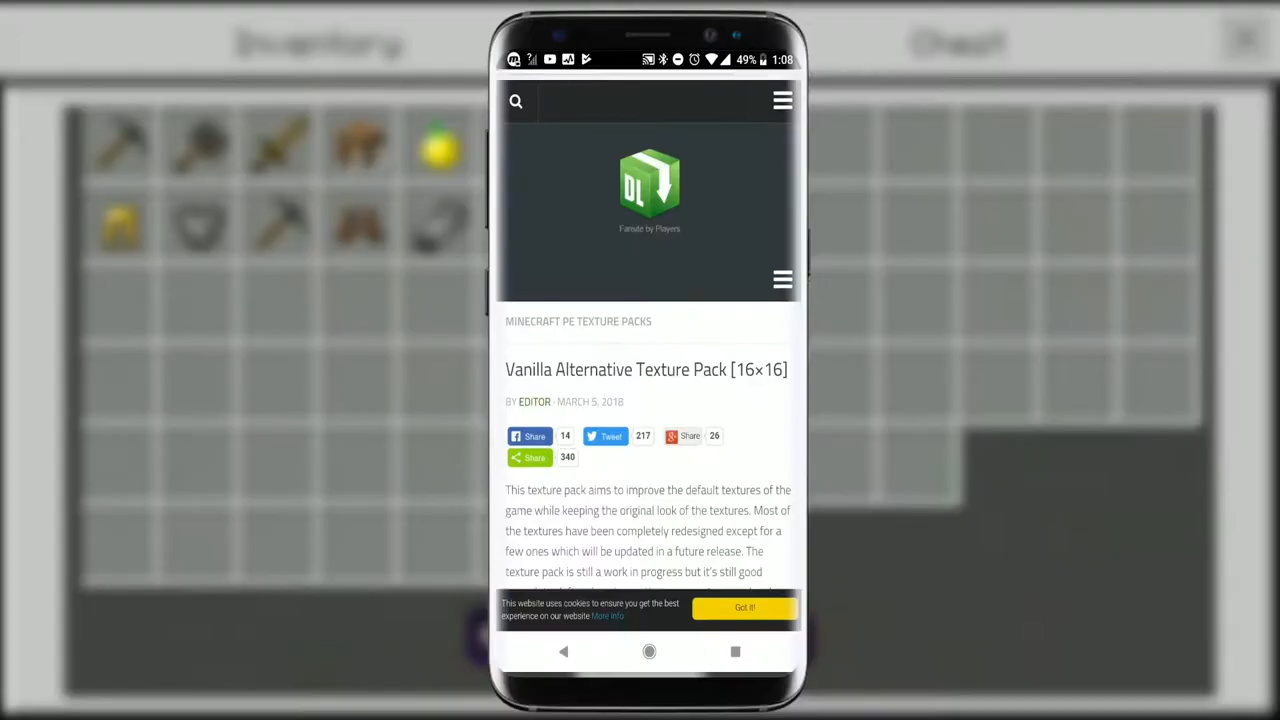 Inventory
Chest
49% 1:08
DL
Fansite by Players
MINECRAFT PE TEXTURE PACKS
Vanilla Alternative Texture Pack [16×16]
BY EDITOR · MARCH 5, 2018
Share 14 Tweet 217 Share 26
Share 340
This texture pack aims to improve the default textures of the
game while keeping the original look of the textures. Most of
the textures have been completely redesigned except for a
few ones which will be updated in a future release. The
texture pack is still a work in progress but it's still good
This website uses cookies to ensure you get the best
experience on our website More info
Got it!